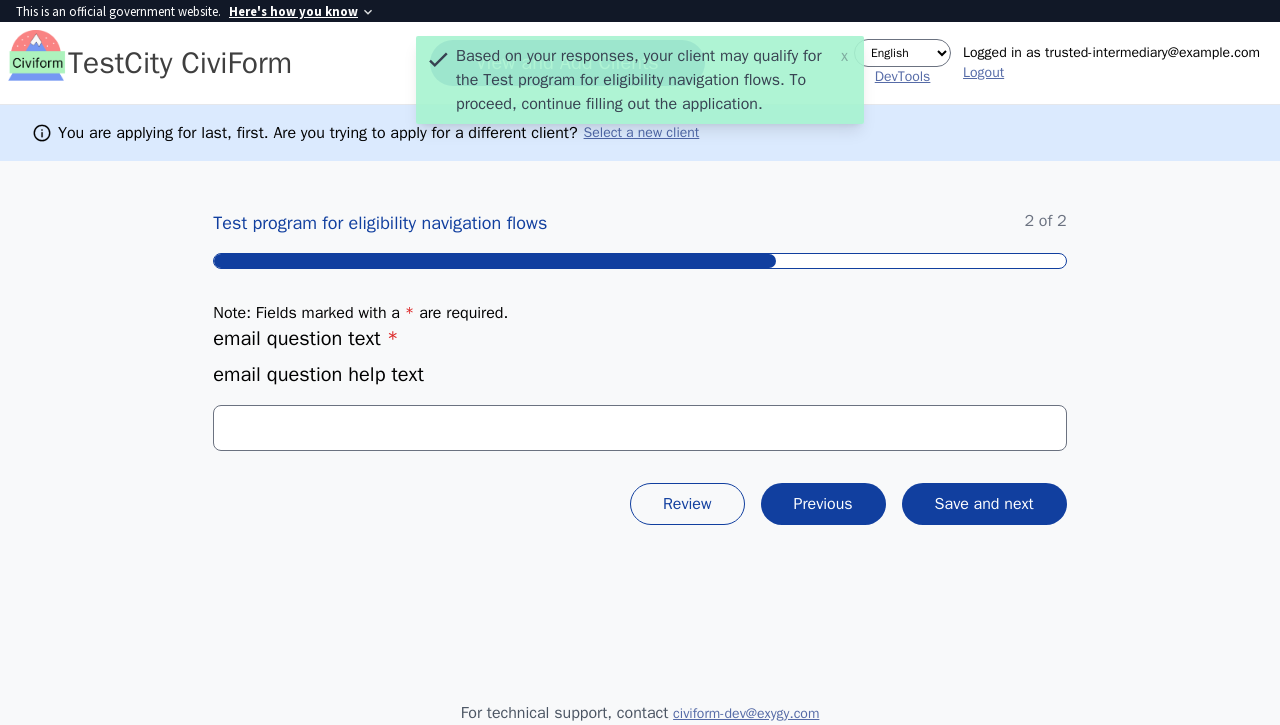 This is an official government website. Here's how you know
Civiform
TestCity CiviForm
View and Add Clients
Based on your responses, your client may qualify for
the Test program for eligibility navigation flows. To
proceed, continue filling out the application.
x
English
DevTools
Logged in as trusted-intermediary@example.com
Logout
You are applying for last, first. Are you trying to apply for a different client? Select a new client
Test program for eligibility navigation flows
2 of 2
Note: Fields marked with a * are required.
email question text *
email question help text
Review
Previous
Save and next
For technical support, contact civiform-dev@exygy.com